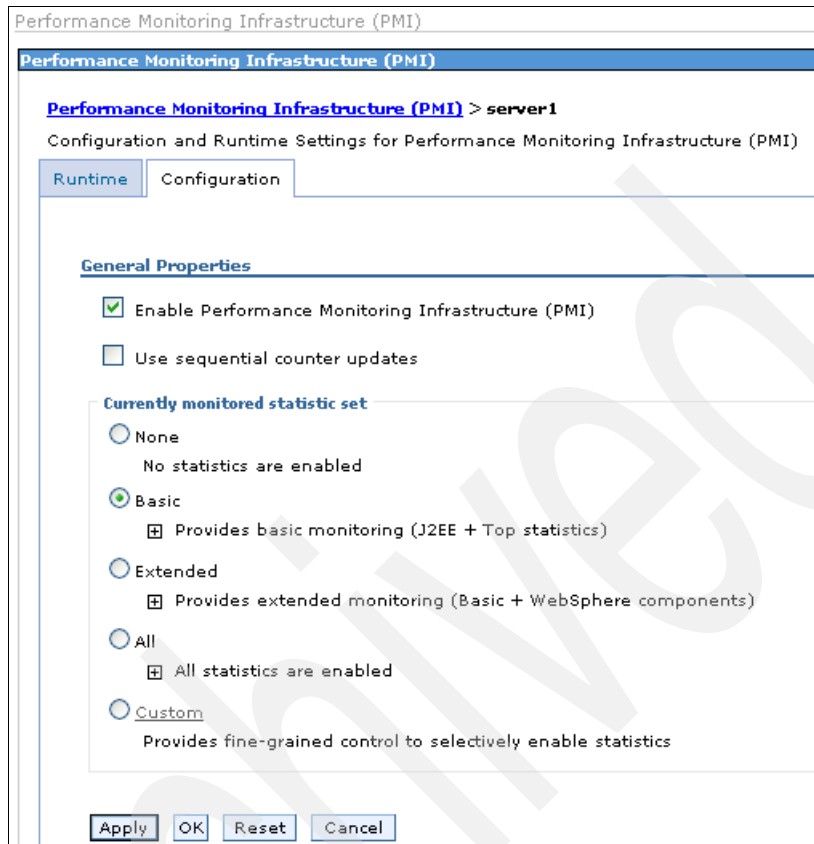 Performance Monitoring Infrastructure (PMI)
Performance Monitoring Infrastructure (PMI)
Performance Monitoring Infrastructure (PMI) > server1
Configuration and Runtime Settings for Performance Monitoring Infrastructure (PMI)
Runtime Configuration
General Properties
Enable Performance Monitoring Infrastructure (PMI)
Use sequential counter updates
Currently monitored statistic set
None
No statistics are enabled
Basic
Provides basic monitoring (J2EE + Top statistics)
Extended
Provides extended monitoring (Basic + WebSphere components)
All
All statistics are enabled
Custom
Provides fine-grained control to selectively enable statistics
Apply OK Reset Cancel